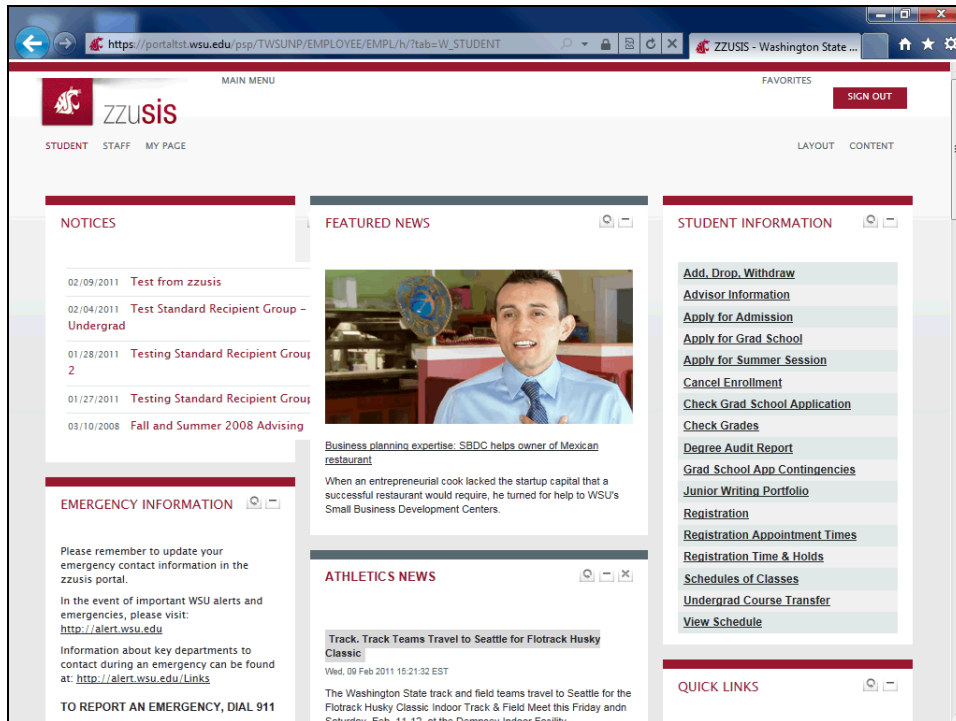 https://portaltst.wsu.edu/psp/TWSUNP/EMPLOYEE/EMPL/h/?tab=W_STUDENT
ZZUSIS - Washington State ...
MAIN MENU
FAVORITES
SIGN OUT
zzusis
STUDENT STAFF MY PAGE
LAYOUT CONTENT
NOTICES
02/09/2011 Test from zzusis
02/04/2011 Test Standard Recipient Group –
Undergrad
01/28/2011 Testing Standard Recipient Group
2
01/27/2011 Testing Standard Recipient Group
03/10/2008 Fall and Summer 2008 Advising
EMERGENCY INFORMATION
Please remember to update your
emergency contact information in the
zzusis portal.
In the event of important WSU alerts and
emergencies, please visit:
http://alert.wsu.edu
Information about key departments to
contact during an emergency can be found
at: http://alert.wsu.edu/Links
TO REPORT AN EMERGENCY, DIAL 911
FEATURED NEWS
Business planning expertise: SBDC helps owner of Mexican
restaurant
When an entrepreneurial cook lacked the startup capital that a
successful restaurant would require, he turned for help to WSU's
Small Business Development Centers.
ATHLETICS NEWS
Track. Track Teams Travel to Seattle for Flotrack Husky
Classic
Wed, 09 Feb 2011 15:21:32 EST
The Washington State track and field teams travel to Seattle for the
Flotrack Husky Classic Indoor Track & Field Meet this Friday andn
Saturday, Feb. 11-12, at the Dempsey Indoor Facility
STUDENT INFORMATION
Add, Drop, Withdraw
Advisor Information
Apply for Admission
Apply for Grad School
Apply for Summer Session
Cancel Enrollment
Check Grad School Application
Check Grades
Degree Audit Report
Grad School App Contingencies
Junior Writing Portfolio
Registration
Registration Appointment Times
Registration Time & Holds
Schedules of Classes
Undergrad Course Transfer
View Schedule
QUICK LINKS